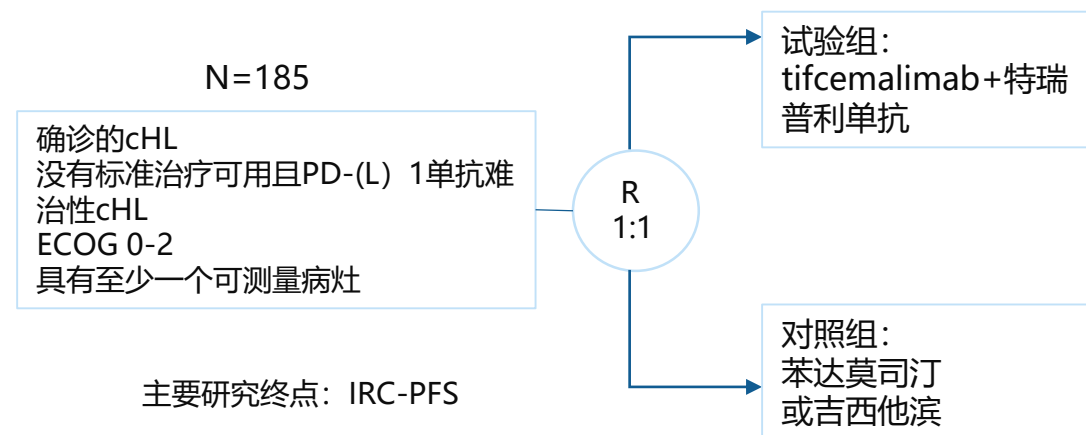 N=185
确诊的cHL
没有标准治疗可用且PD-(L）1单抗难
治性cHL
ECOG 0-2
具有至少一个可测量病灶
主要研究终点：IRC-PFS
R
1:1
试验组：
tifcemalimab+特瑞
普利单抗
对照组：
苯达莫司汀
或吉西他滨